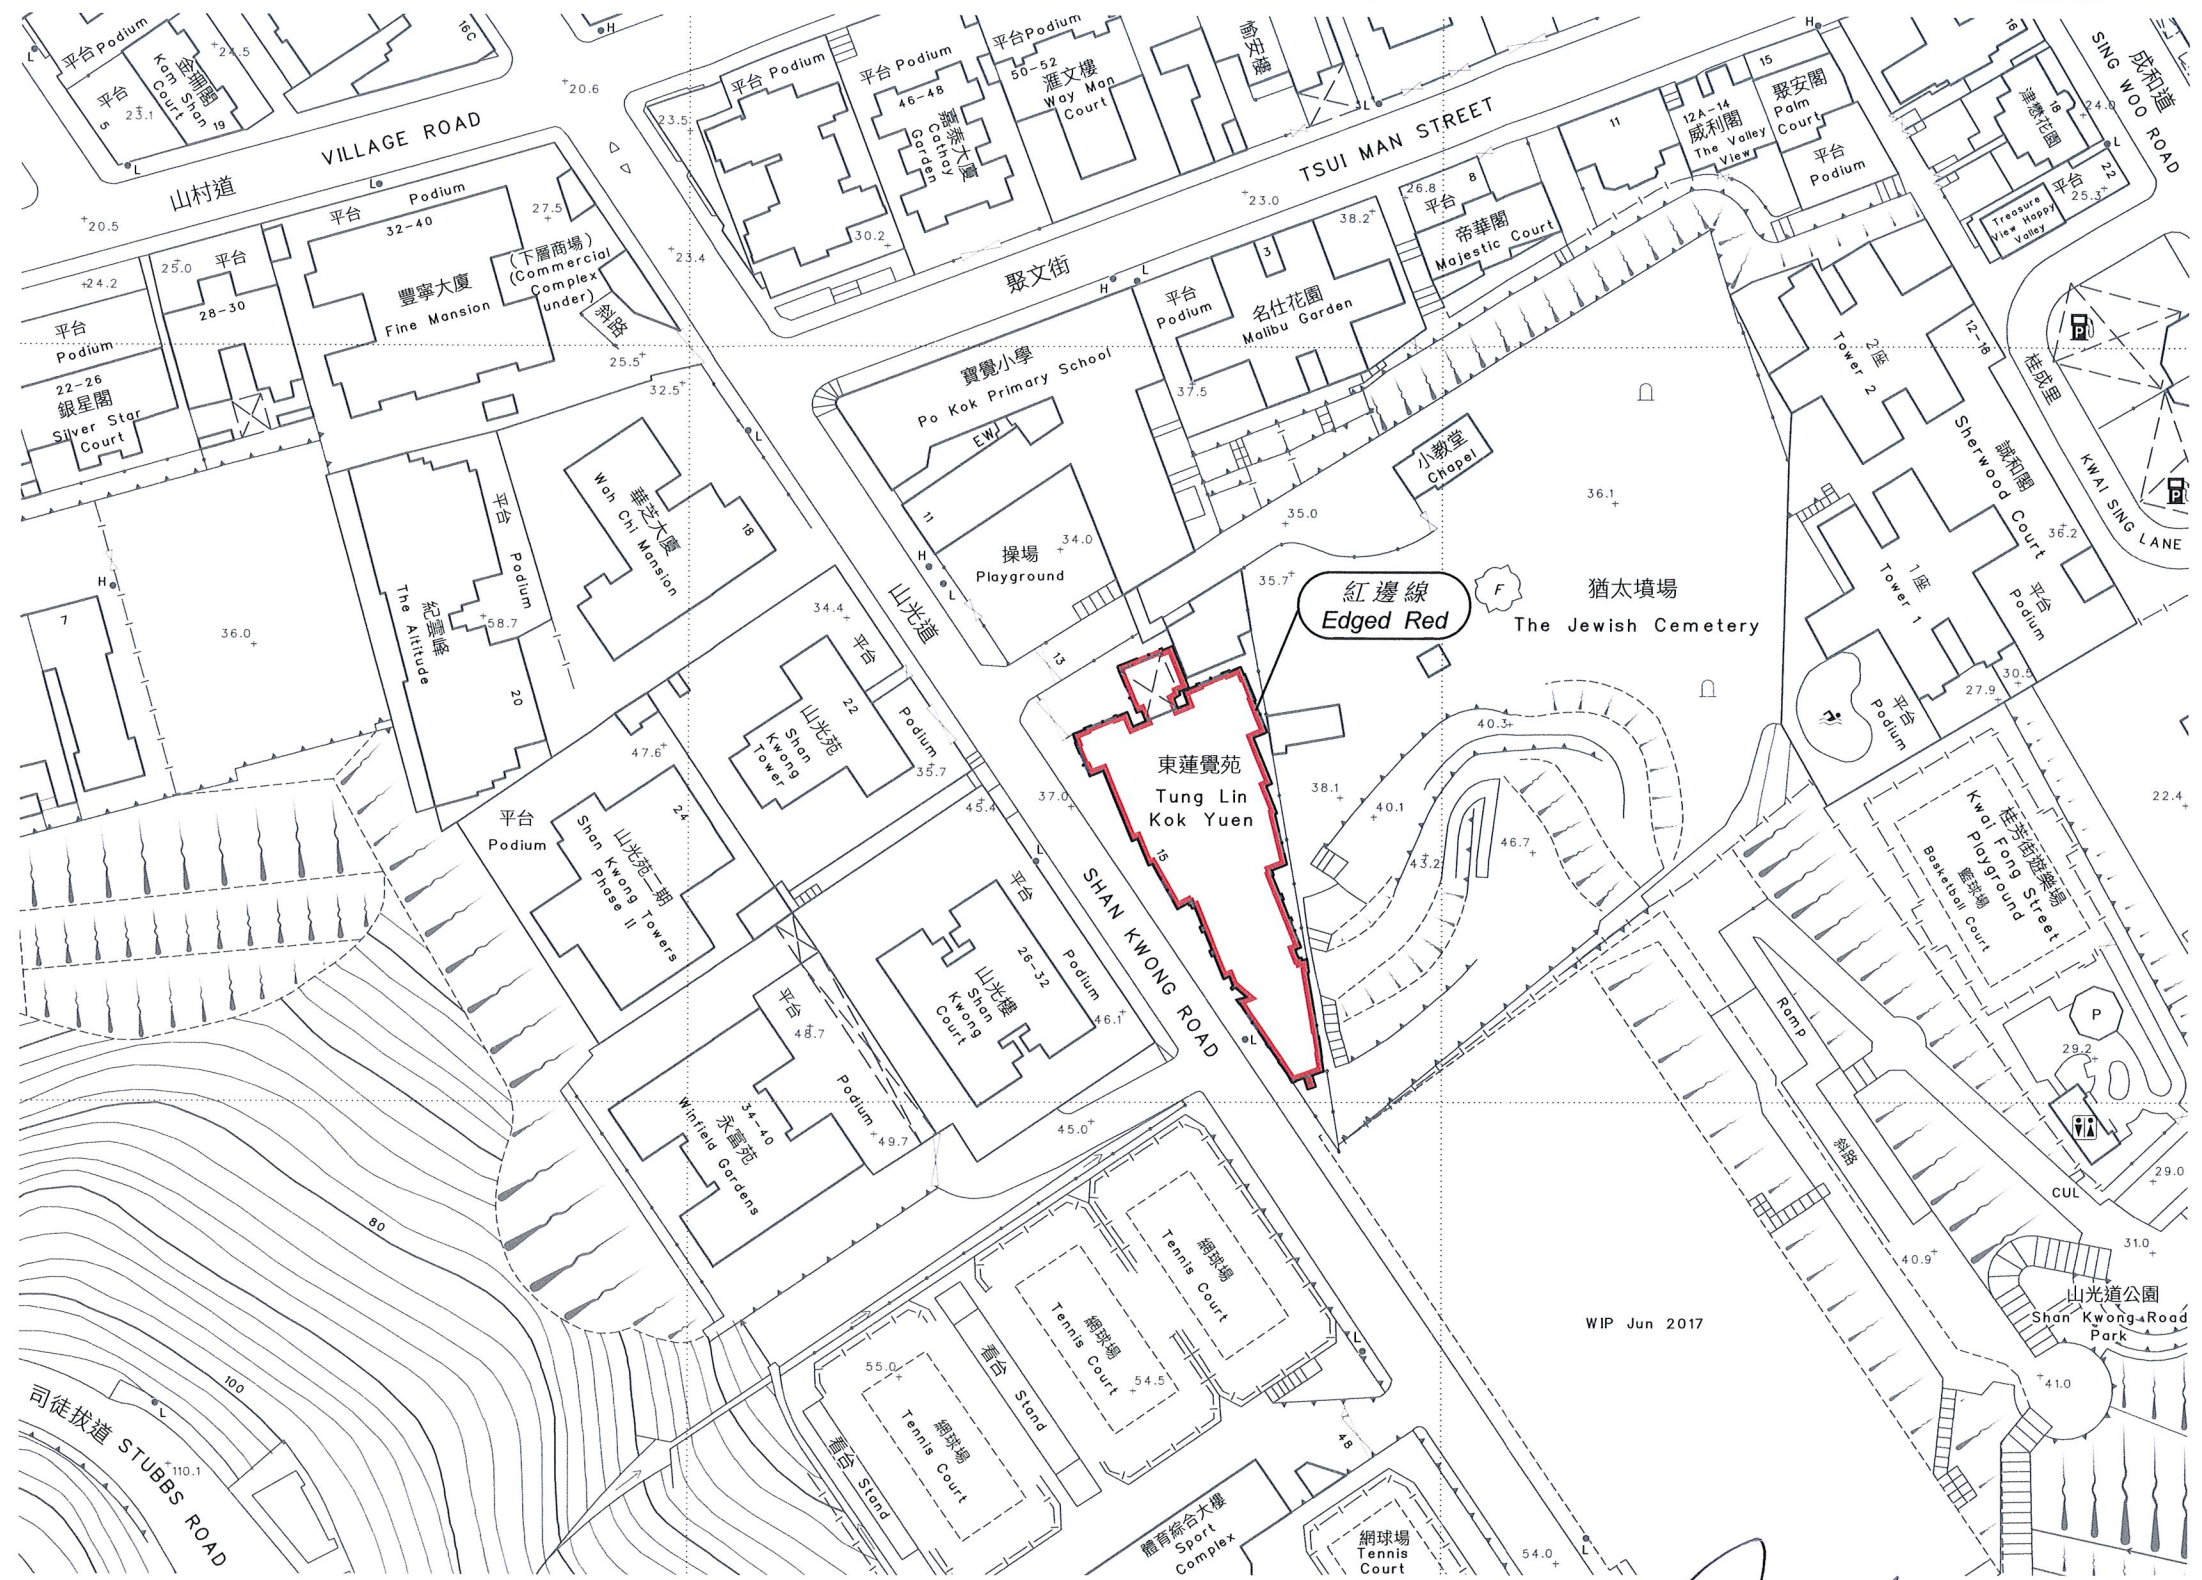 平台 Podium
金珊閣
Kam Shan
Court
19
平台
5
23.1
24.5
16C
H
L
20.6
VILLAGE ROAD
山村道
20.5
23.5
平台 Podium
平台 Podium
46-48
嘉泰大廈
Cathay
Garden
30.2
平台 Podium
50-52
滙文樓
Way Man
Court
愉安樓
L
H
TSUI MAN STREET
聚文街
23.0
11
12A-14
威利閣
The Valley
View
15
聚安閣
Palm
Court
平台
Podium
16
18
津懋花園
成和道
SING WOO ROAD
24.0
L
22
平台
25.3
Treasure
View Happy
Valley
L
平台
Podium
32-40
豐寧大廈
Fine Mansion
(下層商場)
(Commercial
Complex
under)
27.5
斜路
23.4
25.5
32.5
24.2
25.0
平台
28-30
平台
Podium
22-26
銀星閣
Silver Star
Court
26.8
平台
8
帝華閣
Majestic Court
38.2
3
平台
Podium
名仕花園
Malibu Garden
37.5
H
L
寶覺小學
Po Kok Primary School
EW
11
操場
Playground
34.0
H
L
小教堂
Chapel
35.0
36.1
35.7
紅邊線
Edged Red
F
猶太墳場
The Jewish Cemetery
2座
Tower 2
12-16
誠和閣
Sherwood Court
1座
Tower 1
平台
Podium
36.2
桂成里
KWAI SING LANE
P
P
30.5
27.9
平台
Podium
L
華芝大廈
Wah Chi Mansion
18
平台
Podium
58.7
紀雲峰
The Altitude
20
H
7
36.0
山光道
13
34.4
平台
22
山光苑
Shan
Kwong
Tower
Podium
35.7
47.6
平台
Podium
24
山光苑二期
Shan Kwong Towers
Phase II
45.4
37.0
L
東蓮覺苑
Tung Lin
Kok Yuen
15
SHAN KWONG ROAD
L
40.3
38.1
40.1
43.2
46.7
平台
26-32
Podium
山光樓
Shan
Kwong
Court
46.1
平台
48.7
Podium
34-40
永富苑
Winfield Gardens
49.7
45.0
桂芳街遊樂場
Kwai Fong Street
Playground
籃球場
Basketball Court
22.4
P
29.2
29.0
CUL
Ramp
斜路
40.9
31.0
山光道公園
Shan Kwong Road
Park
41.0
WIP Jun 2017
網球場
Tennis Court
網球場
Tennis Court
54.5
看台 Stand
55.0
網球場
Tennis Court
看台 Stand
L
48
體育綜合大樓
Sport
Complex
網球場
Tennis
Court
54.0
L
80
100
司徒拔道 STUBBS ROAD
110.1
L